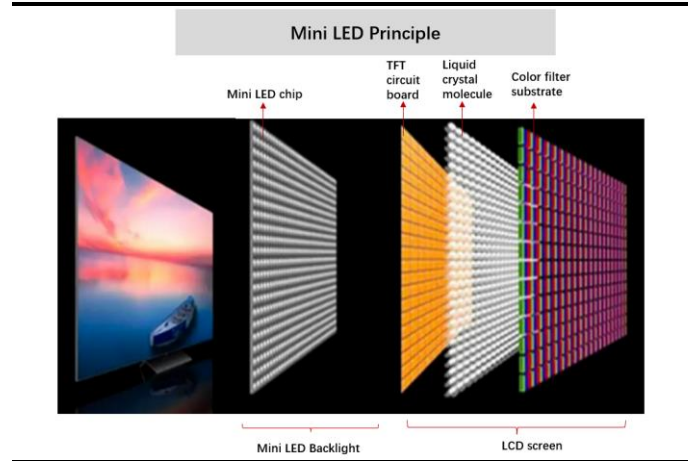 Mini LED Principle
Mini LED chip
TFT
circuit
board
Liquid
crystal
molecule
Color filter
substrate
Mini LED Backlight
LCD screen